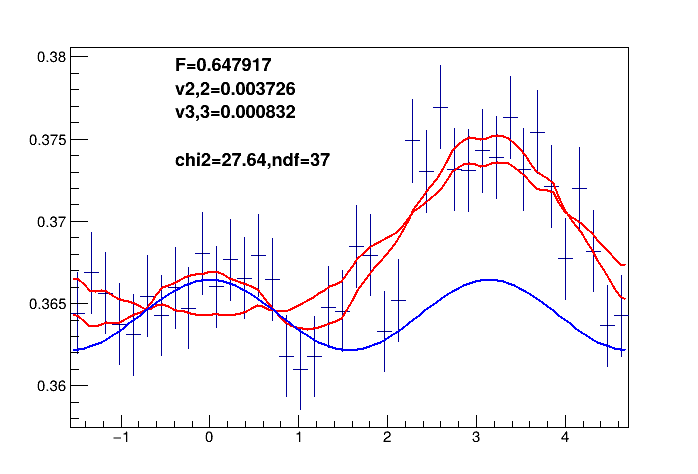 F=0.647917
v2,2=0.003726
v3,3=0.000832
chi2=27.64,ndf=37
0.38
0.375
0.37
0.365
0.36
−1 0 1 2 3 4